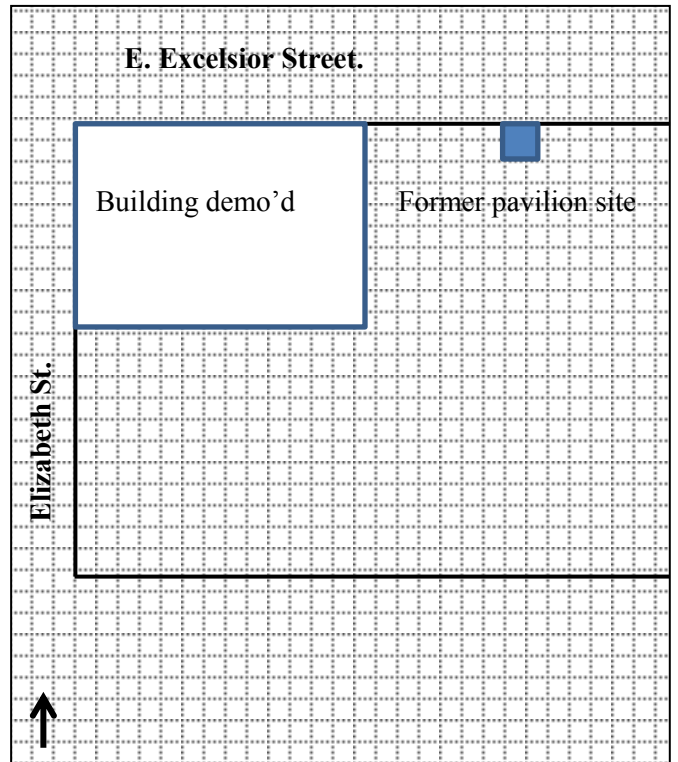 E. Excelsior Street.
Building demo’d
Former pavilion site
Elizabeth St.